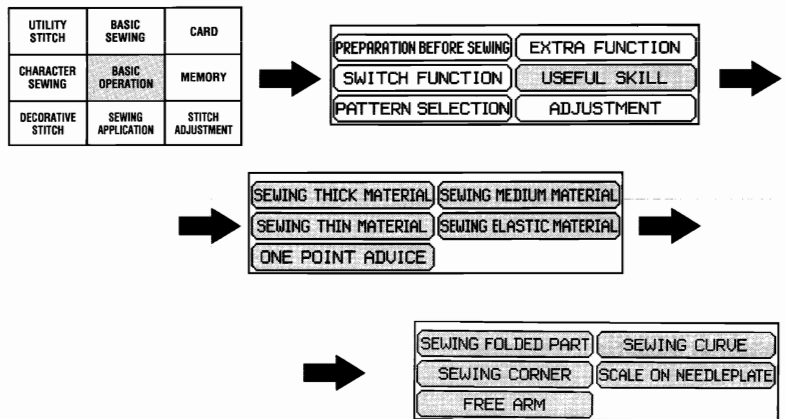 UTILITY STITCH
BASIC SEWING
CARD
CHARACTER SEWING
BASIC OPERATION
MEMORY
DECORATIVE STITCH
SEWING APPLICATION
STITCH ADJUSTMENT
PREPARATION BEFORE SEWING
EXTRA FUNCTION
SWITCH FUNCTION
USEFUL SKILL
PATTERN SELECTION
ADJUSTMENT
SEWING THICK MATERIAL
SEWING MEDIUM MATERIAL
SEWING THIN MATERIAL
SEWING ELASTIC MATERIAL
ONE POINT ADVICE
SEWING FOLDED PART
SEWING CURVE
SEWING CORNER
SCALE ON NEEDLEPLATE
FREE ARM